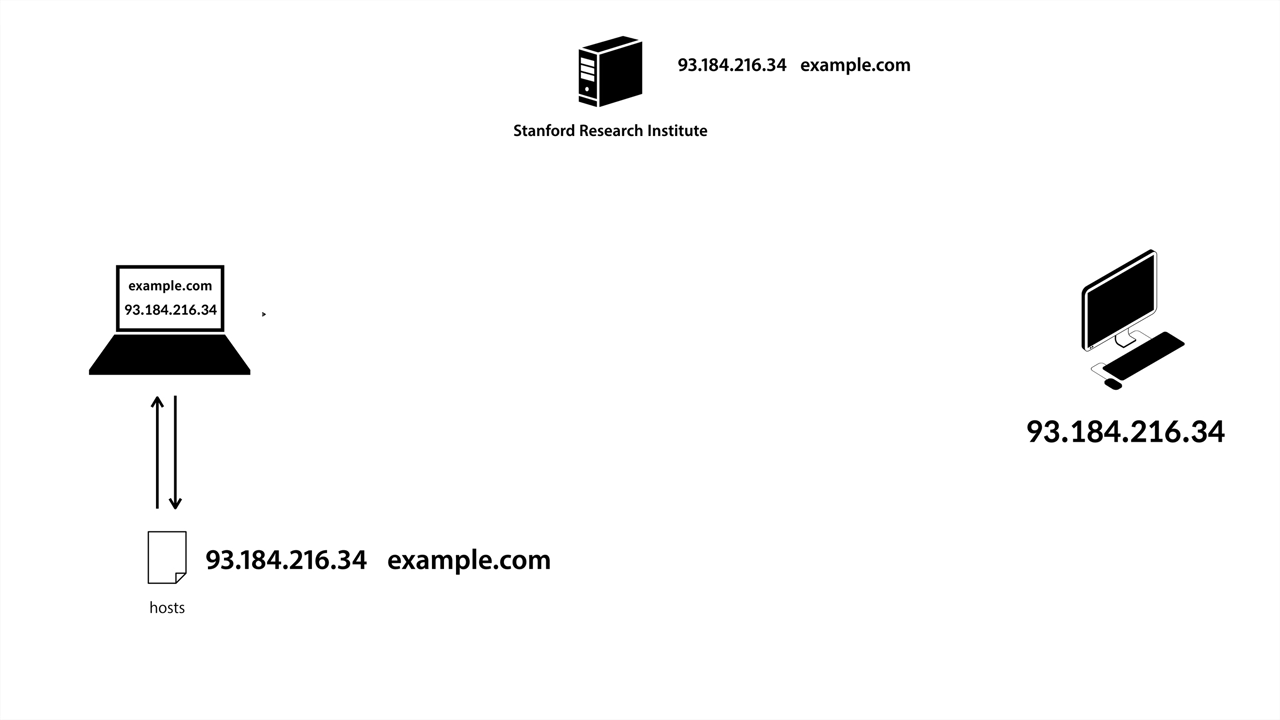 93.184.216.34 example.com
Stanford Research Institute
example.com
93.184.216.34
93.184.216.34
93.184.216.34 example.com
hosts